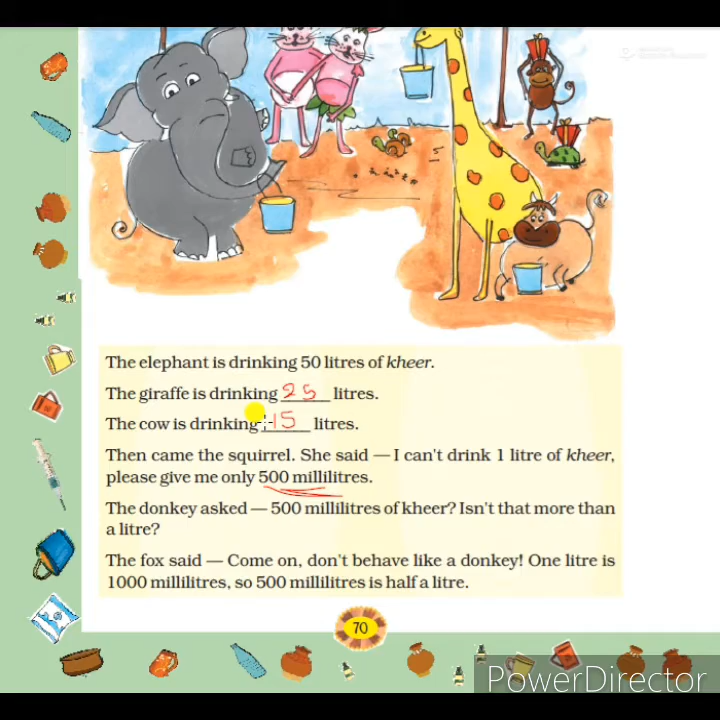 The elephant is drinking 50 litres of kheer.
The giraffe is drinking 25 litres.
The cow is drinking 15 litres.
Then came the squirrel. She said — I can't drink 1 litre of kheer,
please give me only 500 millilitres.
The donkey asked — 500 millilitres of kheer? Isn't that more than
a litre?
The fox said — Come on, don't behave like a donkey! One litre is
1000 millilitres, so 500 millilitres is half a litre.
70
PowerDirector